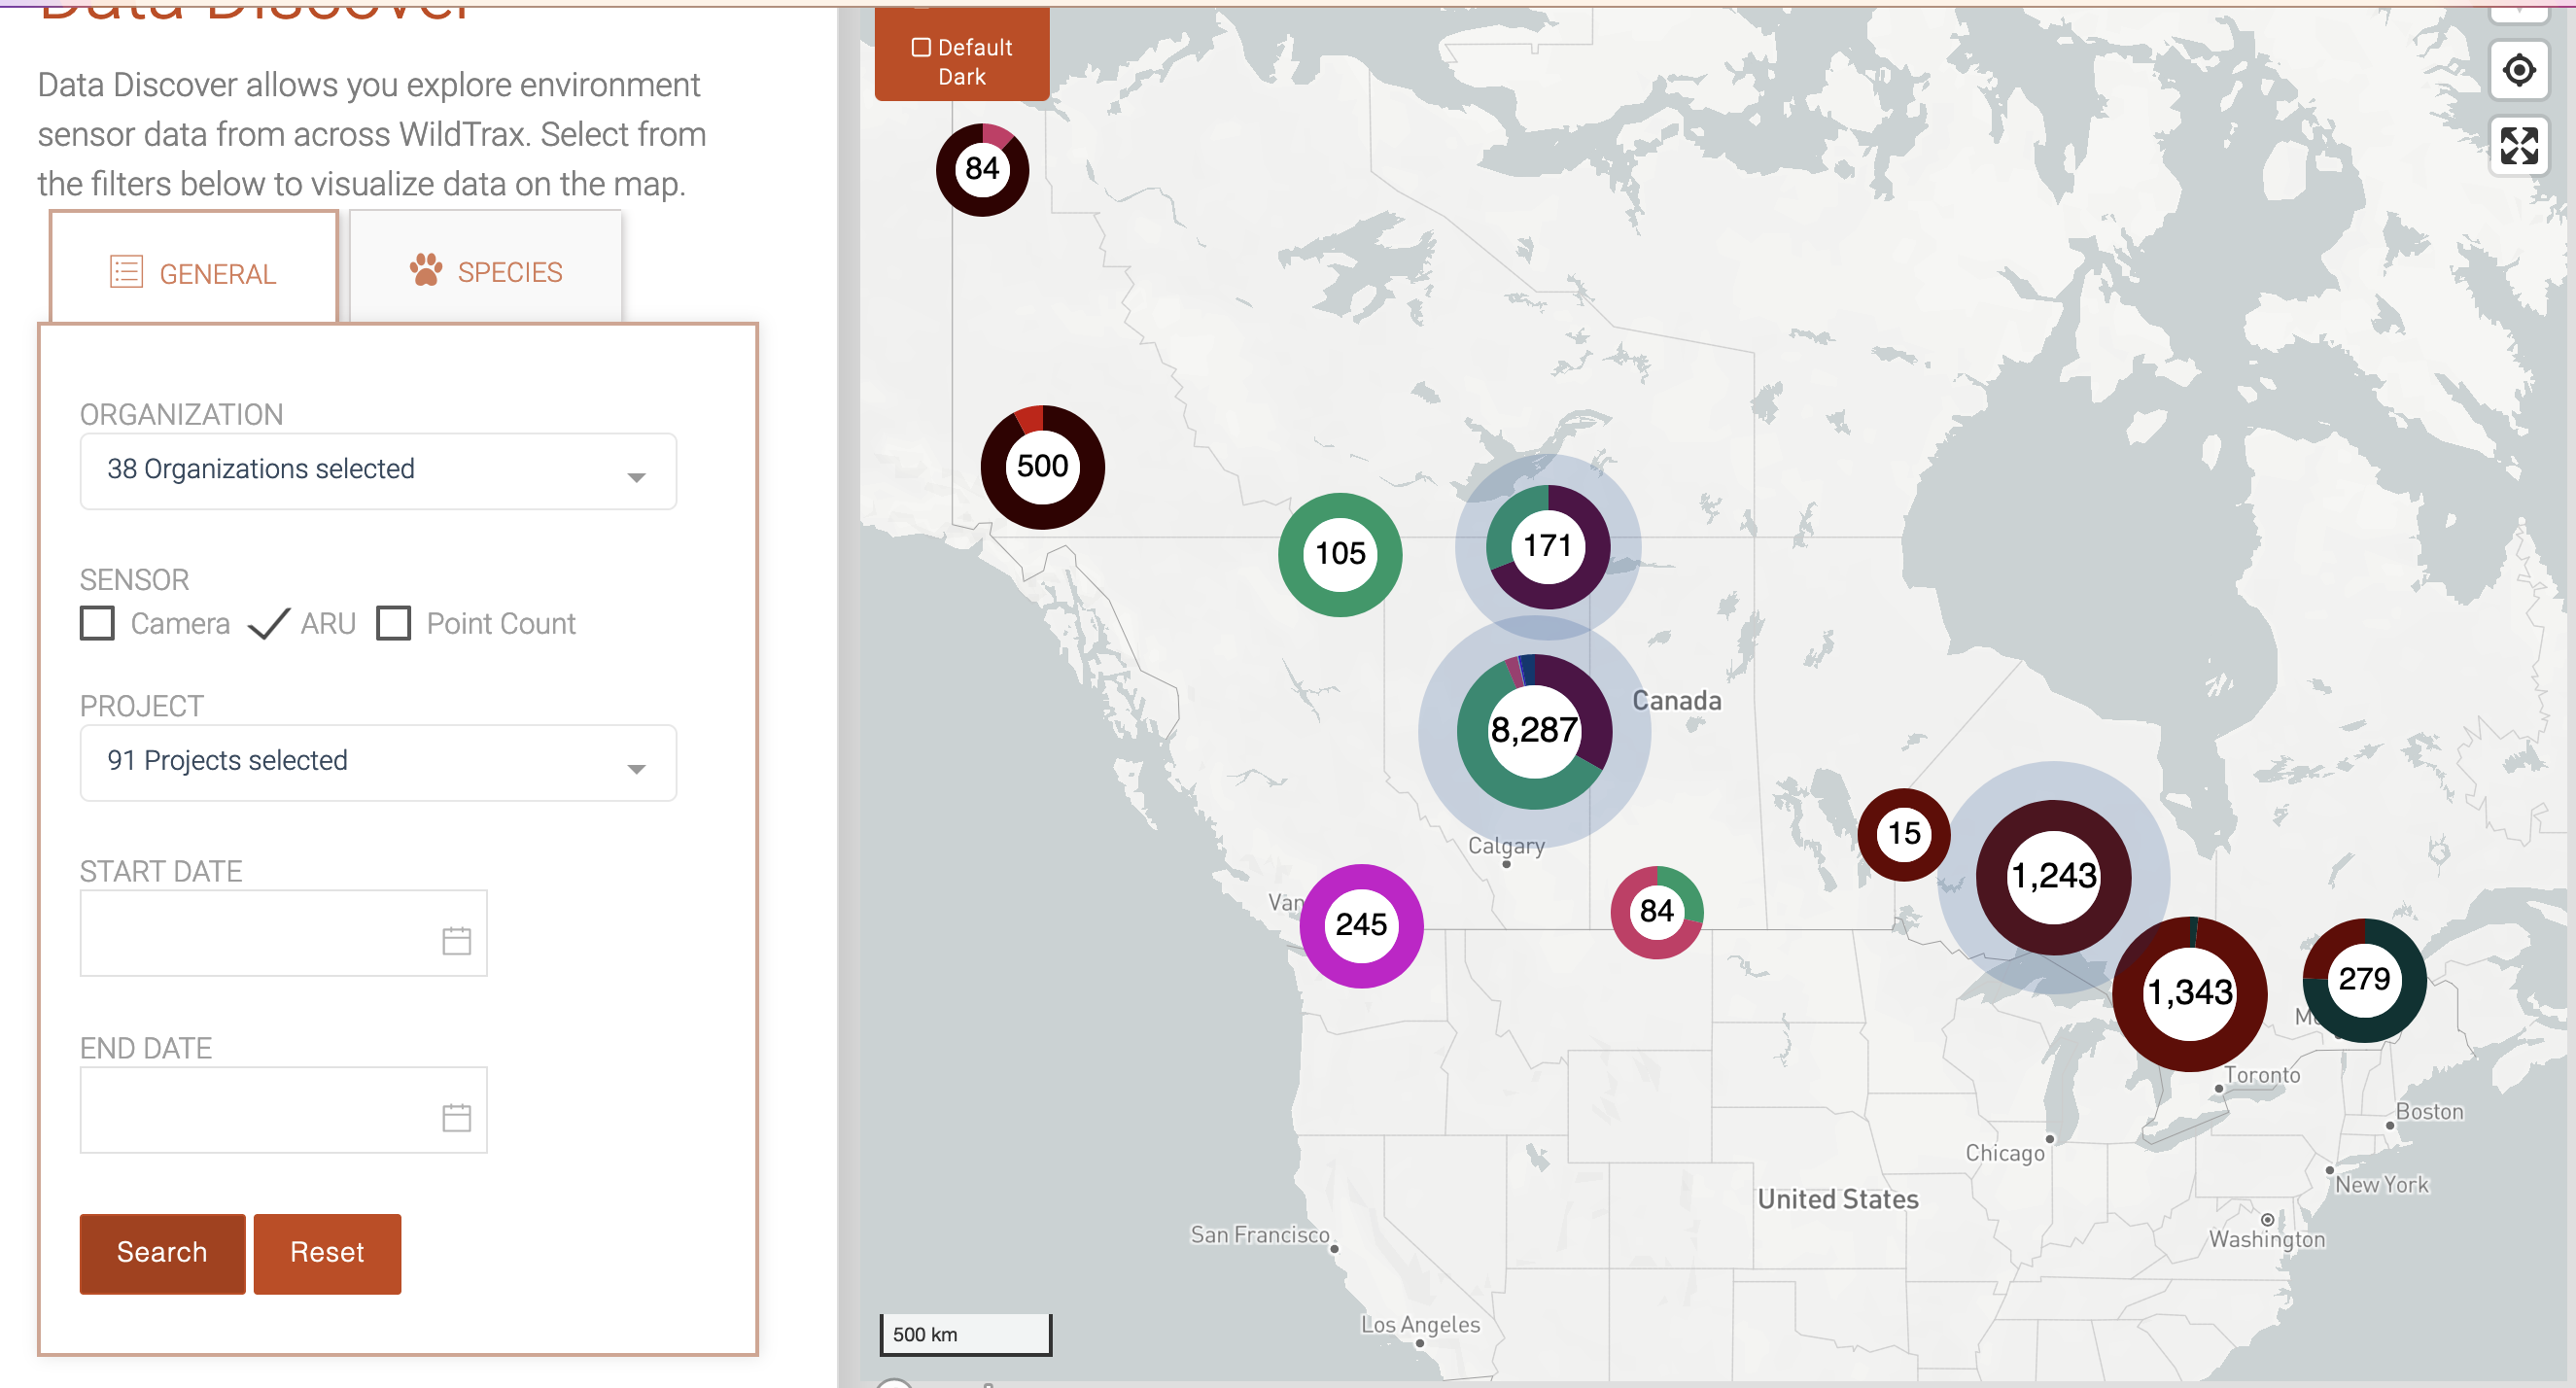 Data Discover
Data Discover allows you explore environment
sensor data from across WildTrax. Select from
the filters below to visualize data on the map.
GENERAL
SPECIES
ORGANIZATION
38 Organizations selected
SENSOR
Camera ARU Point Count
PROJECT
91 Projects selected
START DATE
END DATE
Search Reset
Default
Dark
84
500
105
171
8,287
Canada
Calgary
15
1,243
Van
245
84
1,343
279
M
Toronto
Boston
Chicago
New York
United States
Washington
San Francisco
Los Angeles
500 km